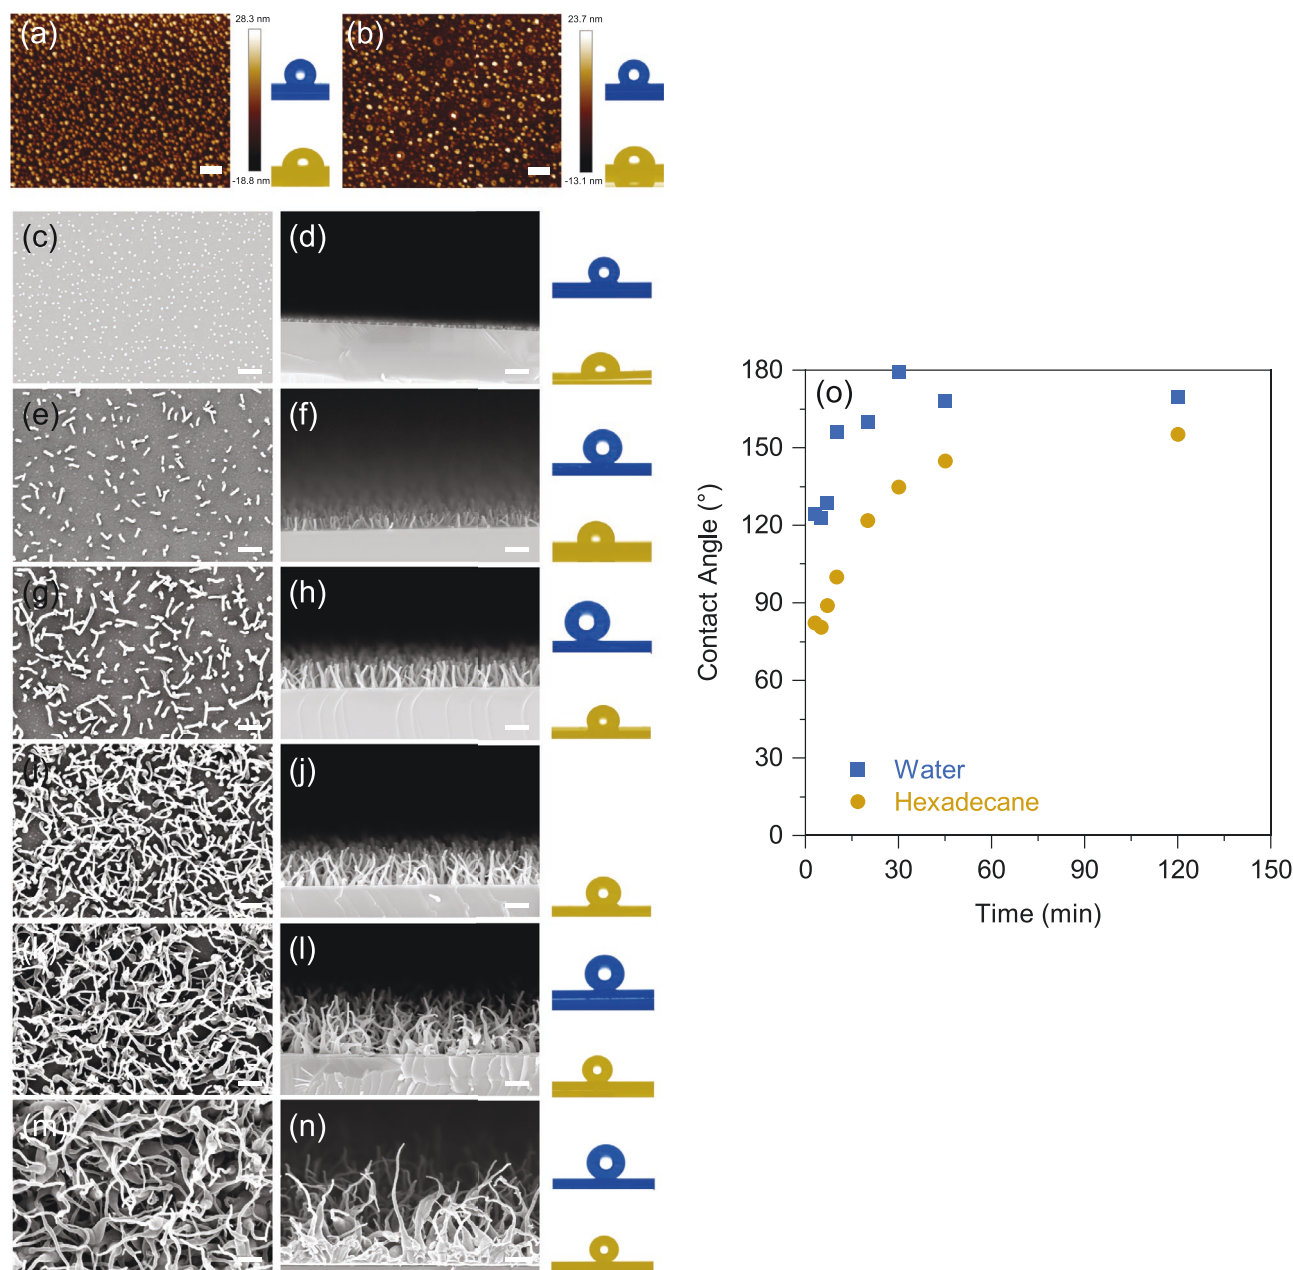 (a)
28.3 nm
-18.8 nm
(b)
23.7 nm
-13.1 nm
(c)
(d)
(e)
(f)
(g)
(h)
(i)
(j)
(k)
(l)
(m)
(n)
(o)
180
150
120
90
60
30
0
Contact Angle (°)
Water
Hexadecane
0 30 60 90 120 150
Time (min)